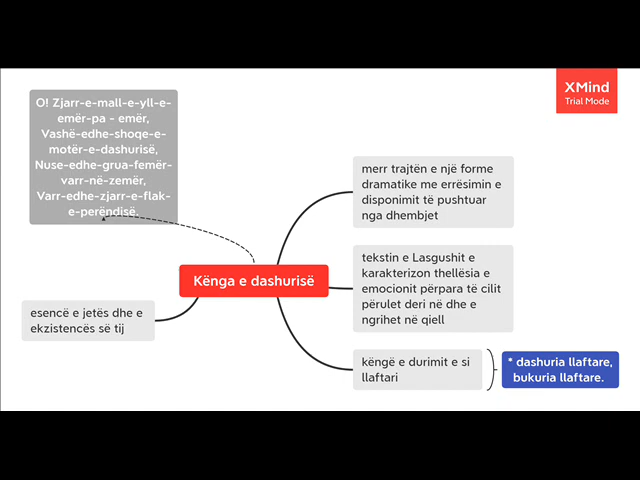 O! Zjarr-e-mall-e-yll-e-
emër-pa - emër,
Vashë-edhe-shoqe-e-
motër-e-dashurisë,
Nuse-edhe-grua-femër-
varr-në-zemër,
Varr-edhe-zjarr-e-flak-
e-perëndisë.
XMind
Trial Mode
merr trajtën e një forme
dramatike me errësimin e
disponimit të pushtuar
nga dhembjet
Kënga e dashurisë
tekstin e Lasgushit e
karakterizon thellësia e
emocionit përpara të cilit
përulet deri në dhe e
ngrihet në qiell
esencë e jetës dhe e
ekzistencës së tij
këngë e durimit e si
llaftari
* dashuria llaftare,
bukuria llaftare.